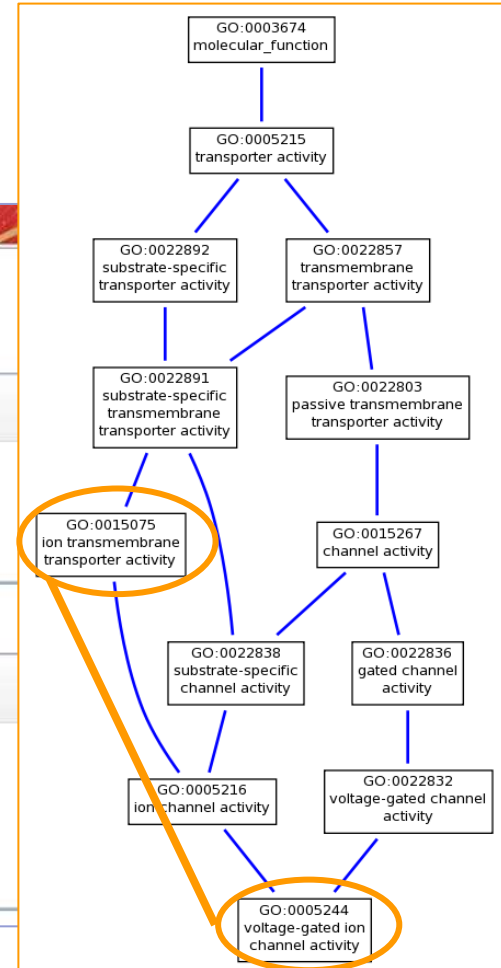 GO:0003674
molecular_function
GO:0005215
transporter activity
GO:0022892
substrate-specific
transporter activity
GO:0022857
transmembrane
transporter activity
GO:0022891
substrate-specific
transmembrane
transporter activity
GO:0022803
passive transmembrane
transporter activity
GO:0015075
ion transmembrane
transporter activity
GO:0015267
channel activity
GO:0022838
substrate-specific
channel activity
GO:0022836
gated channel
activity
GO:0005216
ion channel activity
GO:0022832
voltage-gated channel
activity
GO:0005244
voltage-gated ion
channel activity